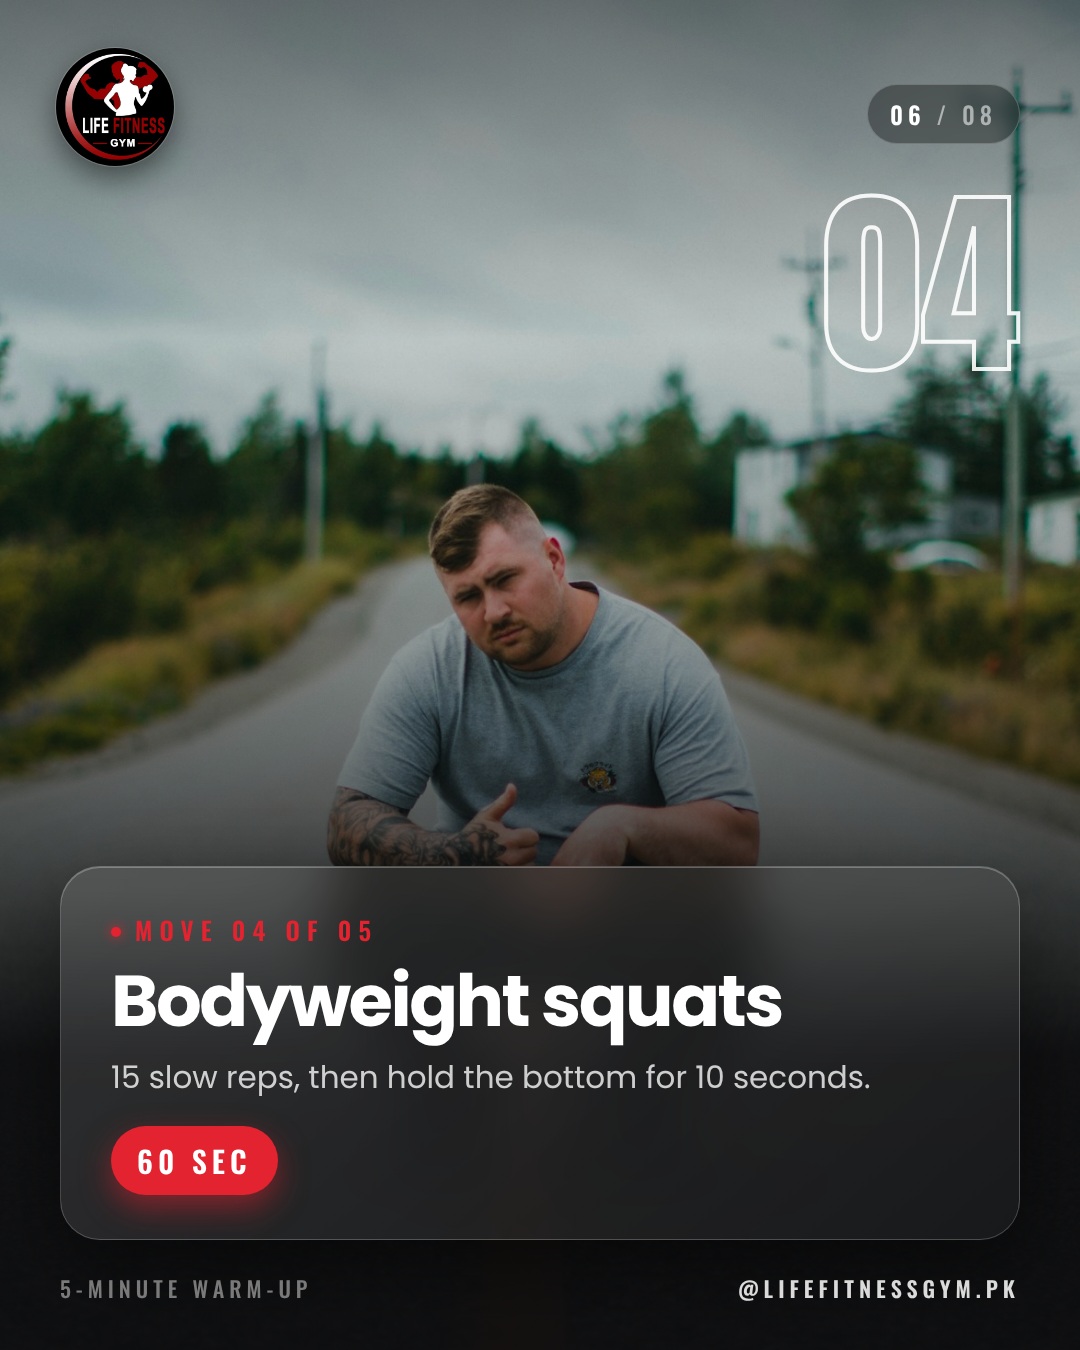 LIFE FITNESS
GYM
06 / 08
04
MOVE 04 OF 05
Bodyweight squats
15 slow reps, then hold the bottom for 10 seconds.
60 SEC
5-MINUTE WARM-UP
@LIFEFITNESSGYM.PK